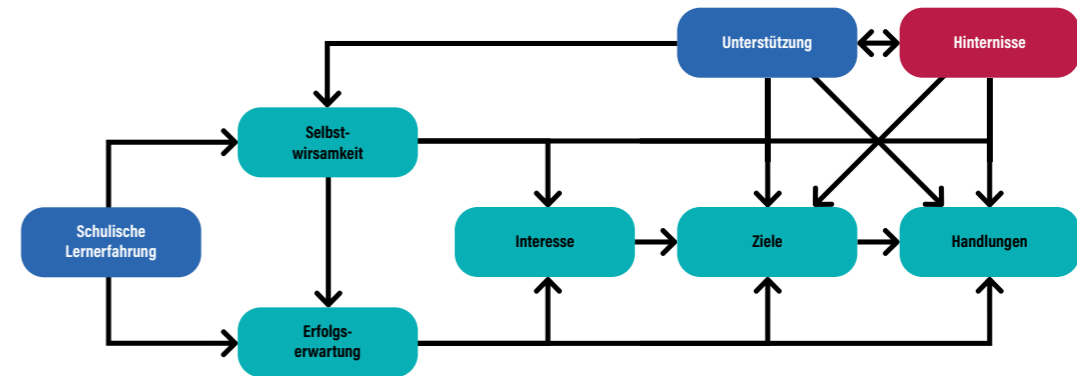 Unterstützung
Hinternisse
Selbst-
wirsamkeit
Schulische
Lernerfahrung
Interesse
Ziele
Handlungen
Erfolgs-
erwartung